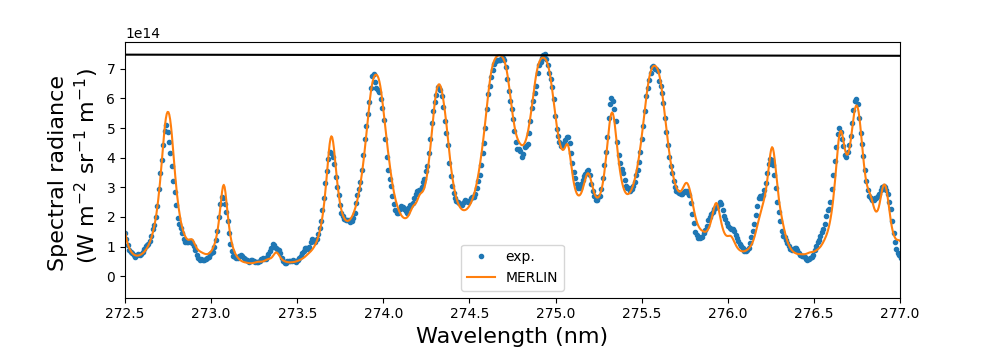 1e14
Spectral radiance
(W m⁻² sr⁻¹ m⁻¹)
7
6
5
4
3
2
1
0
exp.
MERLIN
272.5 273.0 273.5 274.0 274.5 275.0 275.5 276.0 276.5 277.0
Wavelength (nm)